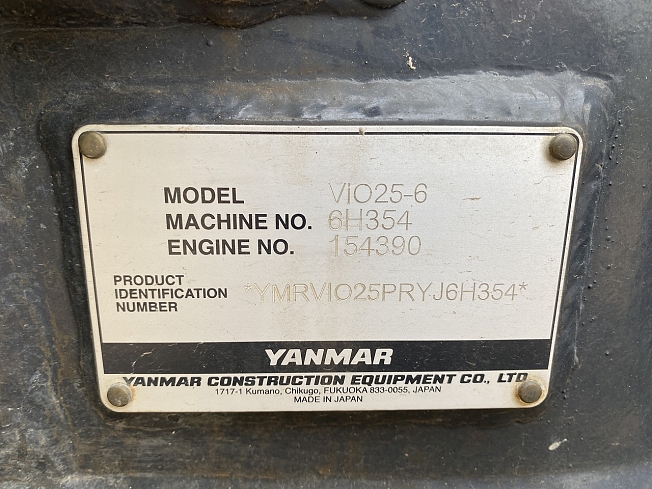 MODEL ViO25-6
MACHINE NO. 6H354
ENGINE NO. 154390
PRODUCT
IDENTIFICATION *YMRVIO25PRYJ6H354*
NUMBER
YANMAR
YANMAR CONSTRUCTION EQUIPMENT CO., LTD
1717-1 Kumano, Chikugo, FUKUOKA 833-0055, JAPAN
MADE IN JAPAN